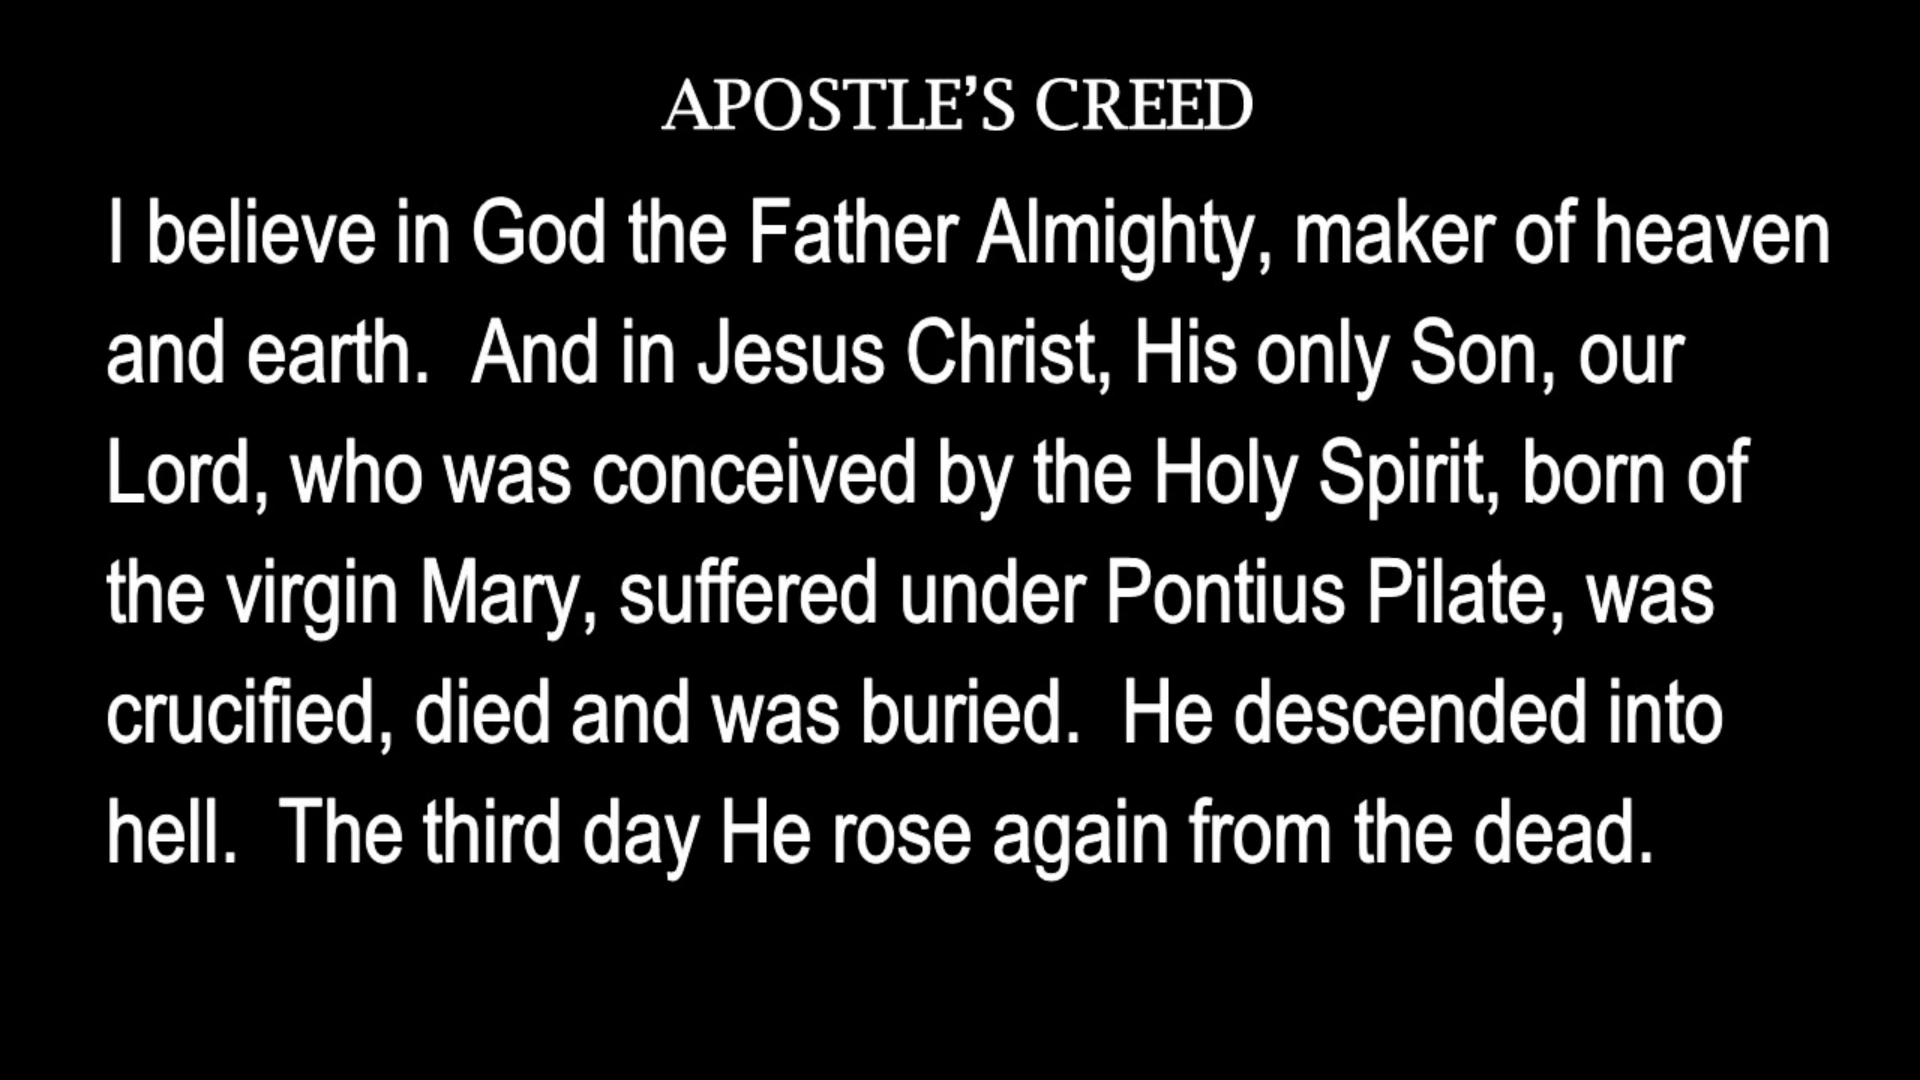 APOSTLE’S CREED
I believe in God the Father Almighty, maker of heaven
and earth.  And in Jesus Christ, His only Son, our
Lord, who was conceived by the Holy Spirit, born of
the virgin Mary, suffered under Pontius Pilate, was
crucified, died and was buried.  He descended into
hell.  The third day He rose again from the dead.